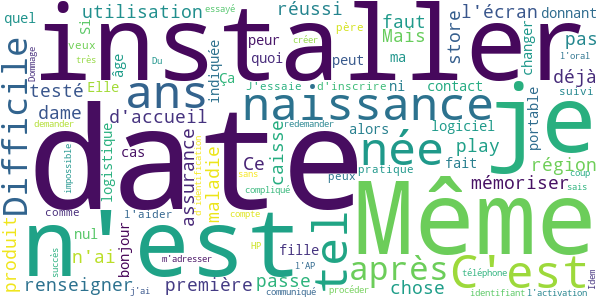 quel utilisation essayé réussi faut l'écran donnant
Si installer store
veux peur père Mais pas l'oral
Dommage très âge Du quoi créer peut ma changer déjà
Difficile testé Elle ans indiquée Ça J'essaie d'inscrire ni contact portable suivi
demander dame d'accueil naissance redemander alors logiciel play je
date née fait région
impossible logistique cas assurance d'identification maladie Ce caisse peux pratique mémoriser coup
sans compliqué sais
comme l'aider compte Même
produit nul n'est bonjour HP fille tel après C'est téléphone Idem
n'ai succès m'adresser l'AP
renseigner j'ai première passe communiqué procéder chose identifiant l'activation